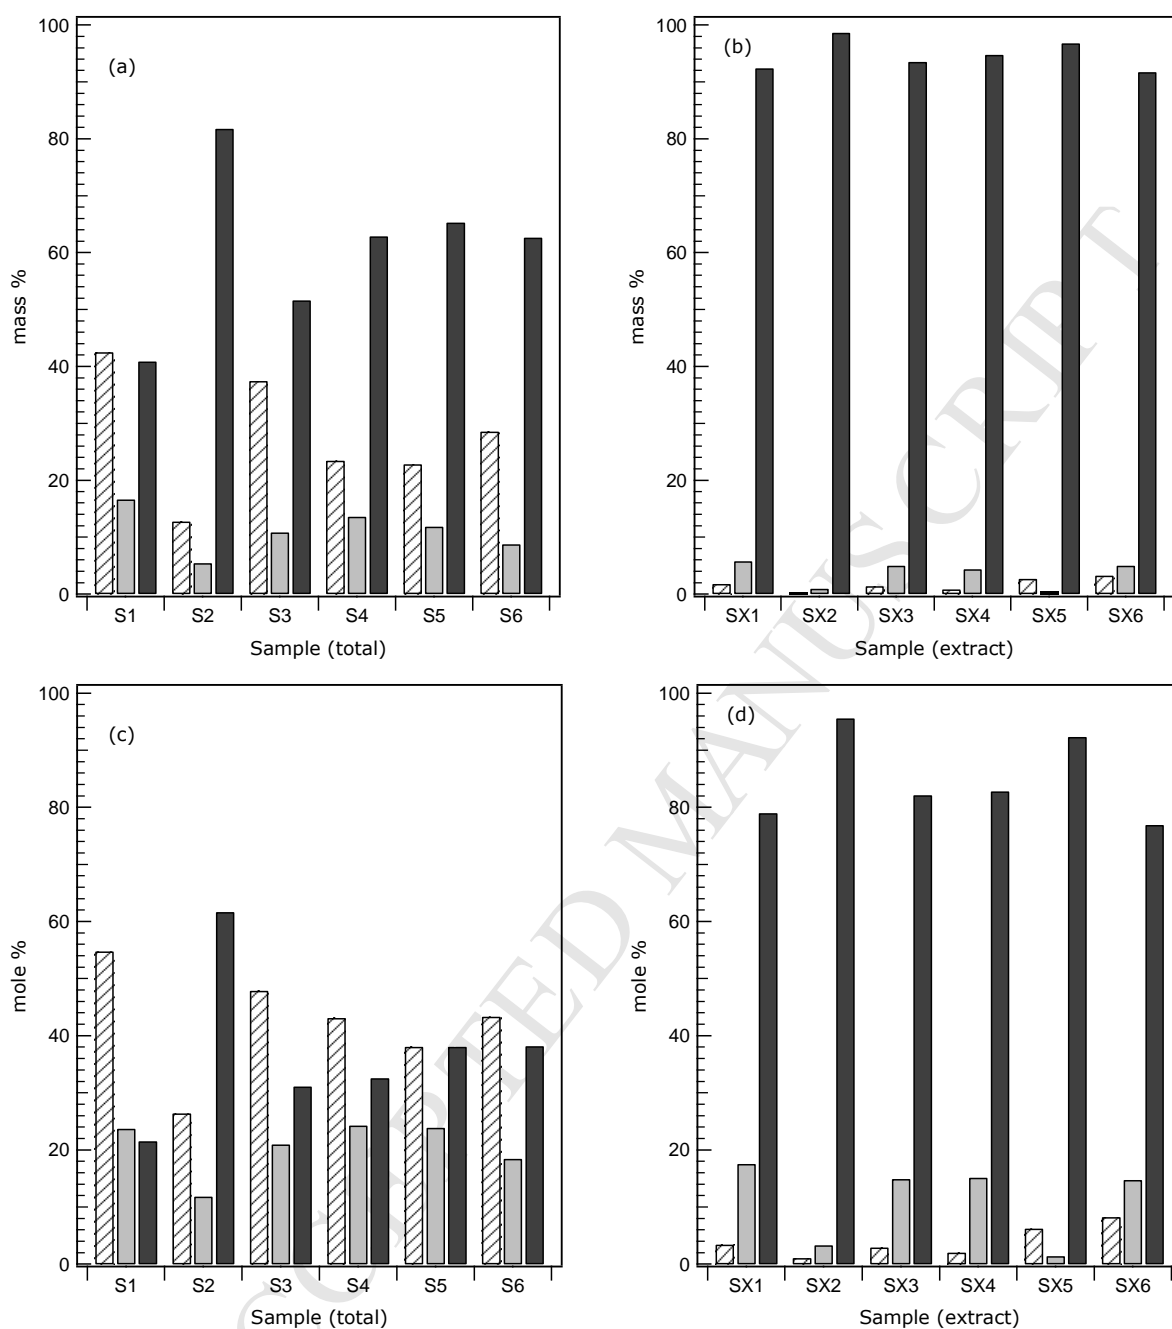 (a)
100
80
60
40
20
0
mass %
S1 S2 S3 S4 S5 S6
Sample (total)
(b)
100
80
60
40
20
0
mass %
SX1 SX2 SX3 SX4 SX5 SX6
Sample (extract)
(c)
100
80
60
40
20
0
mole %
S1 S2 S3 S4 S5 S6
Sample (total)
(d)
100
80
60
40
20
0
mole %
SX1 SX2 SX3 SX4 SX5 SX6
Sample (extract)
CCEPTED MANUSCRIPT